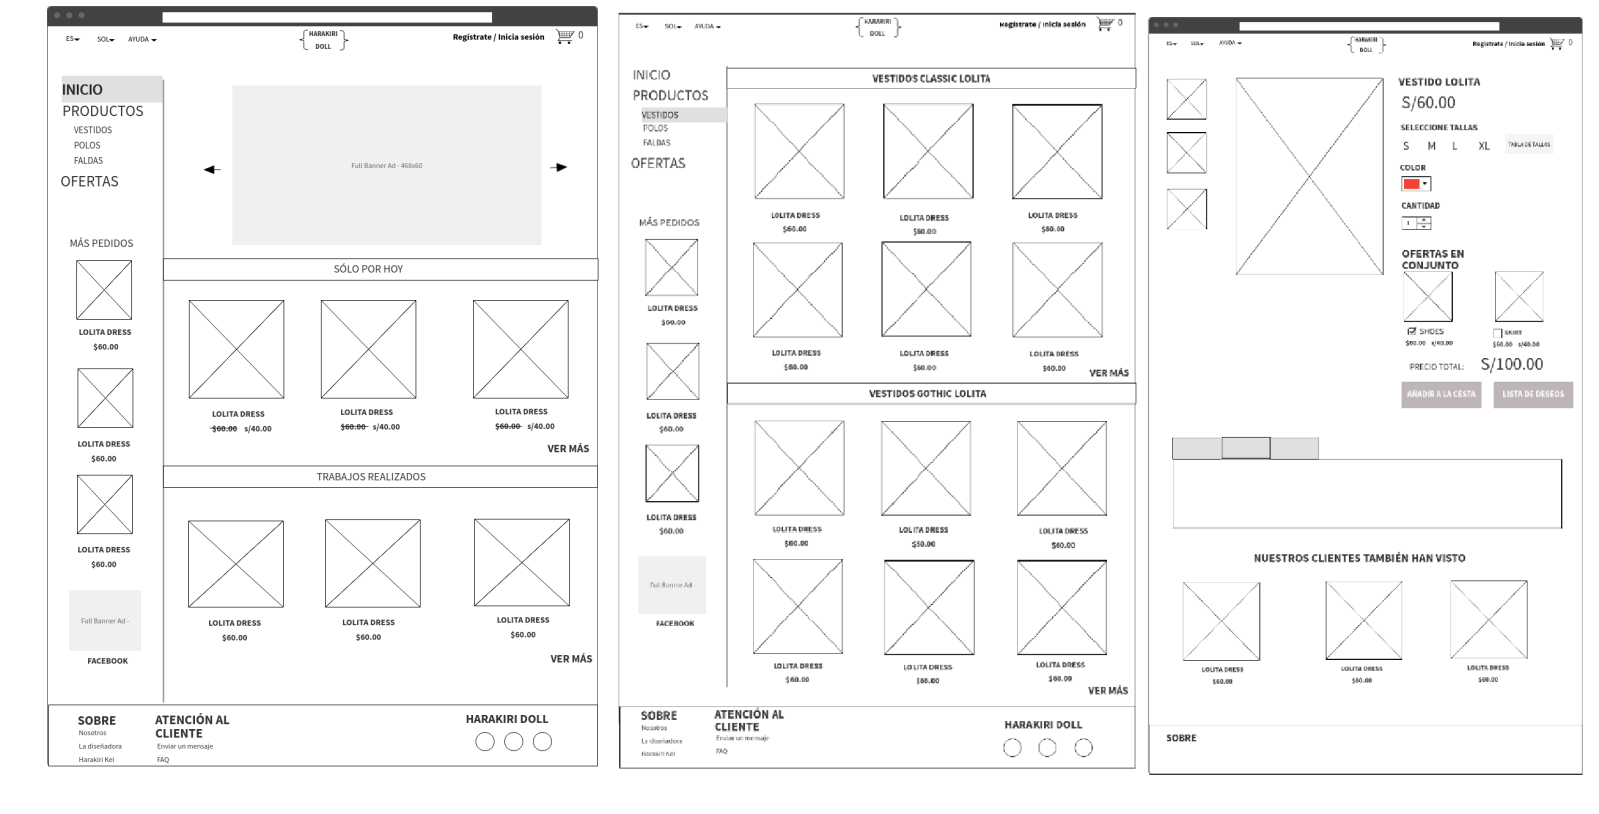 ES
SOL
AYUDA
HARAKIRI
DOLL
Regístrate / Inicia sesión
0
INICIO
PRODUCTOS
VESTIDOS
POLOS
FALDAS
OFERTAS
MÁS PEDIDOS
LOLITA DRESS
$60.00
LOLITA DRESS
$60.00
LOLITA DRESS
$60.00
Full Banner Ad -
FACEBOOK
Full Banner Ad - 468x60
SÓLO POR HOY
LOLITA DRESS
$60.00 s/40.00
LOLITA DRESS
$60.00 s/40.00
LOLITA DRESS
$60.00 s/40.00
VER MÁS
TRABAJOS REALIZADOS
LOLITA DRESS
$60.00
LOLITA DRESS
$60.00
LOLITA DRESS
$60.00
VER MÁS
SOBRE
Nosotros
La diseñadora
Harakiri Kei
ATENCIÓN AL
CLIENTE
Enviar un mensaje
FAQ
HARAKIRI DOLL
ES
SOL
AYUDA
HARAKIRI
DOLL
Regístrate / Inicia sesión
0
INICIO
PRODUCTOS
VESTIDOS
POLOS
FALDAS
OFERTAS
MÁS PEDIDOS
LOLITA DRESS
$60.00
LOLITA DRESS
$60.00
LOLITA DRESS
$60.00
Full Banner Ad -
FACEBOOK
VESTIDOS CLASSIC LOLITA
LOLITA DRESS
$60.00
LOLITA DRESS
$60.00
LOLITA DRESS
$60.00
LOLITA DRESS
$60.00
LOLITA DRESS
$60.00
LOLITA DRESS
$60.00
VER MÁS
VESTIDOS GOTHIC LOLITA
LOLITA DRESS
$60.00
LOLITA DRESS
$60.00
LOLITA DRESS
$60.00
LOLITA DRESS
$60.00
LOLITA DRESS
$60.00
LOLITA DRESS
$60.00
VER MÁS
SOBRE
Nosotros
La diseñadora
Harakiri Kei
ATENCIÓN AL
CLIENTE
Enviar un mensaje
FAQ
HARAKIRI DOLL
ES
SOL
AYUDA
HARAKIRI
DOLL
Regístrate / Inicia sesión
0
VESTIDO LOLITA
S/60.00
SELECCIONE TALLAS
S M L XL TABLA DE TALLAS
COLOR
CANTIDAD
1
OFERTAS EN
CONJUNTO
SHOES
$60.00 s/40.00
SKIRT
$60.00 s/40.00
PRECIO TOTAL: S/100.00
AÑADIR A LA CESTA
LISTA DE DESEOS
NUESTROS CLIENTES TAMBIÉN HAN VISTO
LOLITA DRESS
$60.00
LOLITA DRESS
$60.00
LOLITA DRESS
$60.00
SOBRE